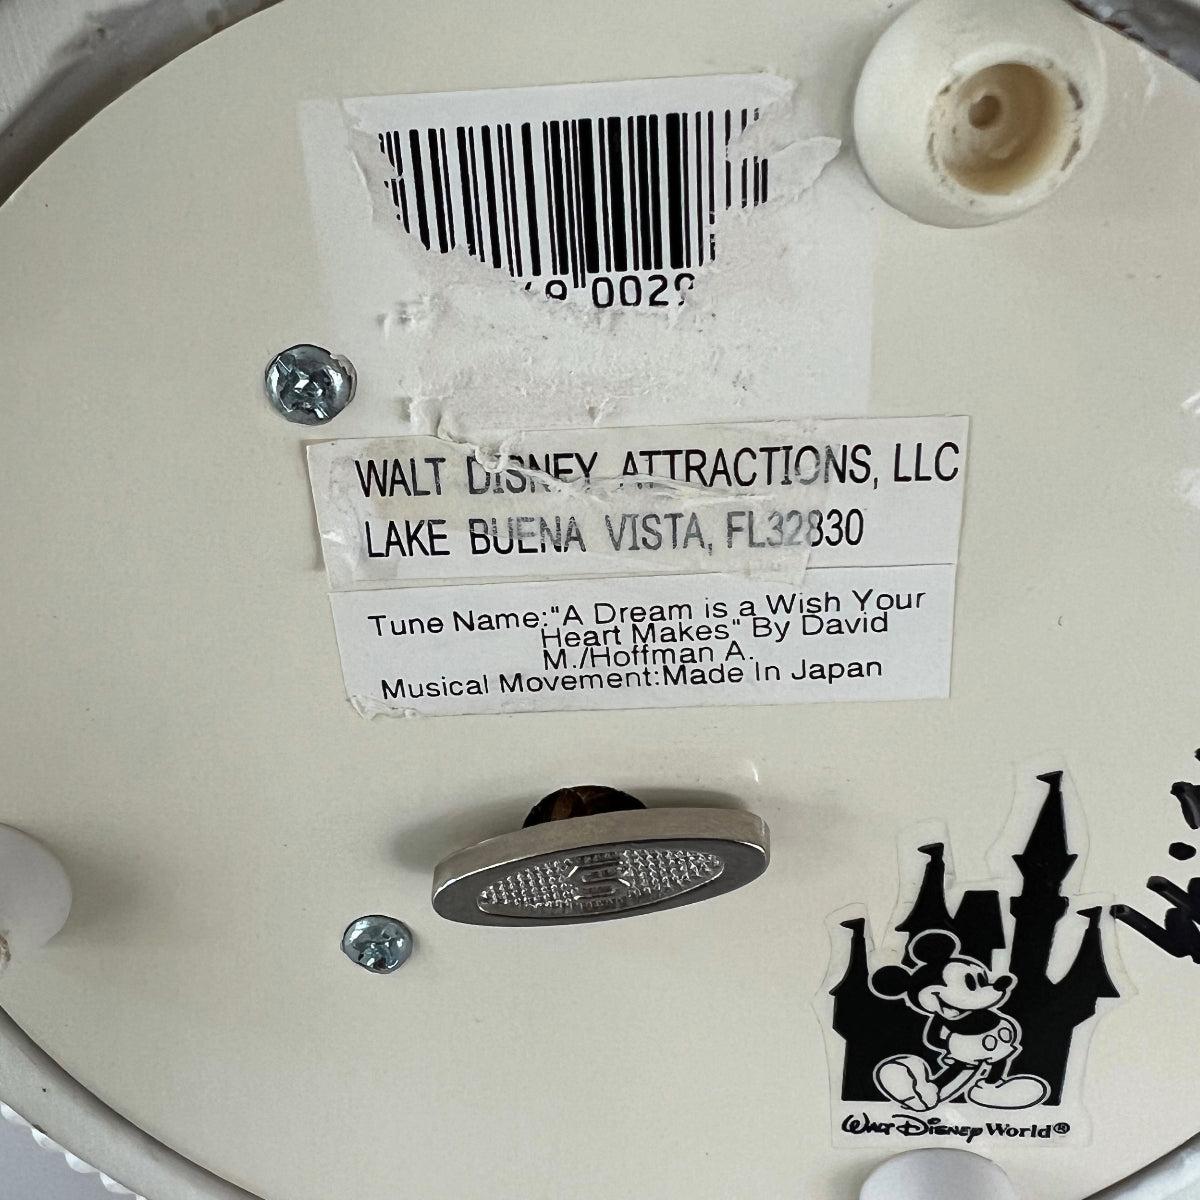 0029
WALT DISNEY ATTRACTIONS, LLC
LAKE BUENA VISTA, FL32830
Tune Name:"A Dream is a Wish Your
Heart Makes" By David
M./Hoffman A.
Musical Movement:Made In Japan
WALT DISNEY World®